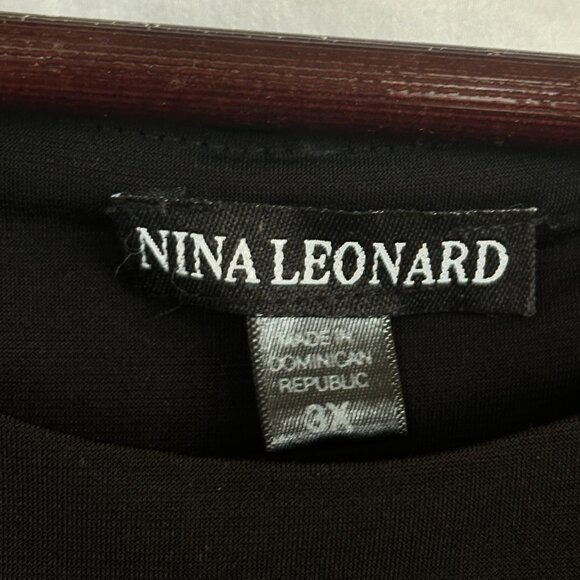 NINA LEONARD
MADE IN
DOMINICAN
REPUBLIC
3X